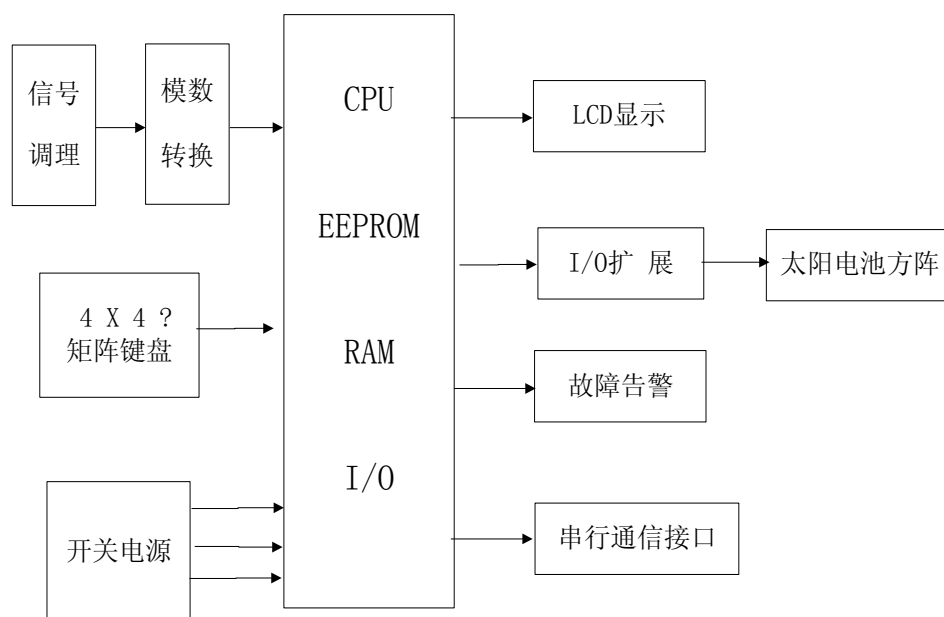 信号
调理
模数
转换
CPU
EEPROM
RAM
I/O
4 X 4 ?
矩阵键盘
开关电源
LCD显示
I/O扩 展
太阳电池方阵
故障告警
串行通信接口